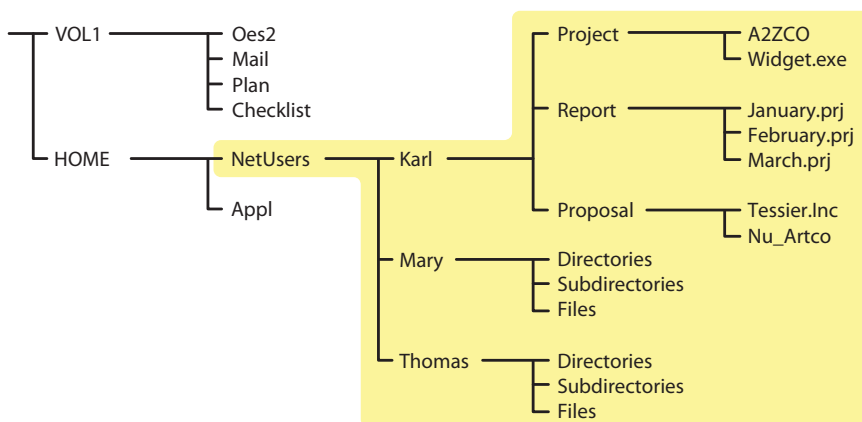 VOL1 Oes2 Project A2ZCO
Mail Widget.exe
Plan
Checklist Report January.prj
February.prj
HOME NetUsers Karl March.prj
Appl Proposal Tessier.Inc
Nu_Artco
Mary Directories
Subdirectories
Files
Thomas Directories
Subdirectories
Files